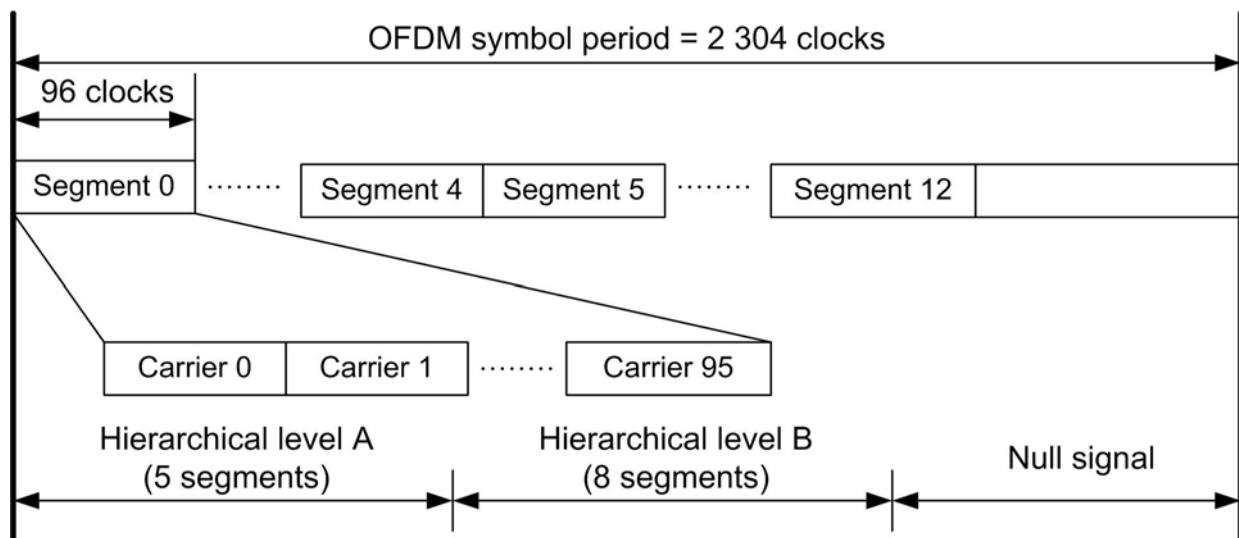 OFDM symbol period = 2 304 clocks
96 clocks
Segment 0 ........ Segment 4 Segment 5 ........ Segment 12
Carrier 0 Carrier 1 ........ Carrier 95
Hierarchical level A
(5 segments)
Hierarchical level B
(8 segments)
Null signal